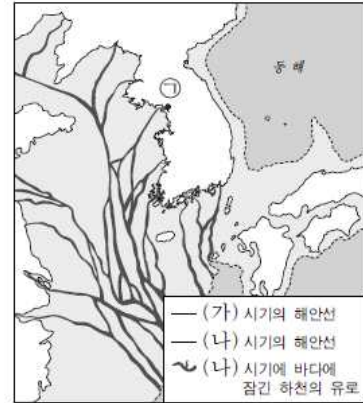 ㉠
동해
(가) 시기의 해안선
(나) 시기의 해안선
(나) 시기에 바다에
잠긴 하천의 유로